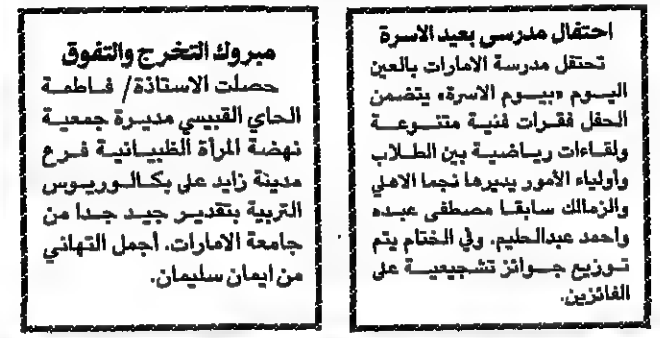 احتفال مدرسى بعيد الاسرة
تحتفل مدرسة الامارات بالعين
اليوم «بيوم الاسرة» يتضمن
الحفل فقرات فنية متنوعة
ولقاءات رياضية بين الطلاب
وأولياء الأمور يديرها نجما الاهلي
والزمالك سابقا مصطفى عبده
واحمد عبدالحليم. وفي الختام يتم
توزيع جوائز تشجيعية على
الفائزين.
مبروك التخرج والتفوق
حصلت الاستاذة/ فاطمة
الحاي القبيسي مديرة جمعية
نهضة المرأة الظبيانية فرع
مدينة زايد على بكالوريوس
التربية بتقدير جيد جدا من
جامعة الامارات. أجمل التهاني
من ايمان سليمان.